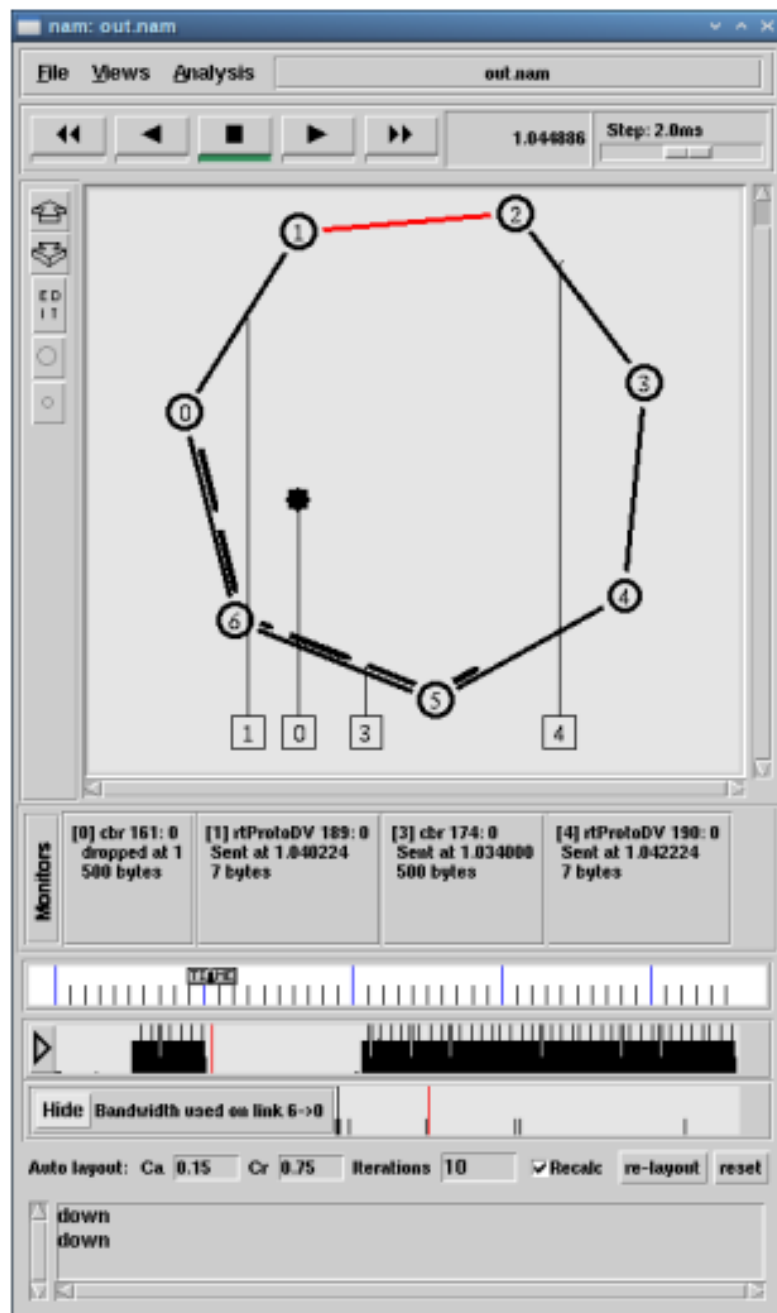 nam: out.nam
File Views Analysis out.nam
1.044886 Step: 2.0ms
E D
I T
1
2
0
3
6
4
5
1 0 3 4
Monitors
[0] cbr 161: 0
dropped at 1
500 bytes
[1] rtProtoDV 189: 0
Sent at 1.040224
7 bytes
[3] cbr 174: 0
Sent at 1.034000
500 bytes
[4] rtProtoDV 190: 0
Sent at 1.042224
7 bytes
Hide Bandwidth used on link 6->0
Auto layout: Ca 0.15 Cr 0.75 Iterations 10 Recalc re-layout reset
down
down